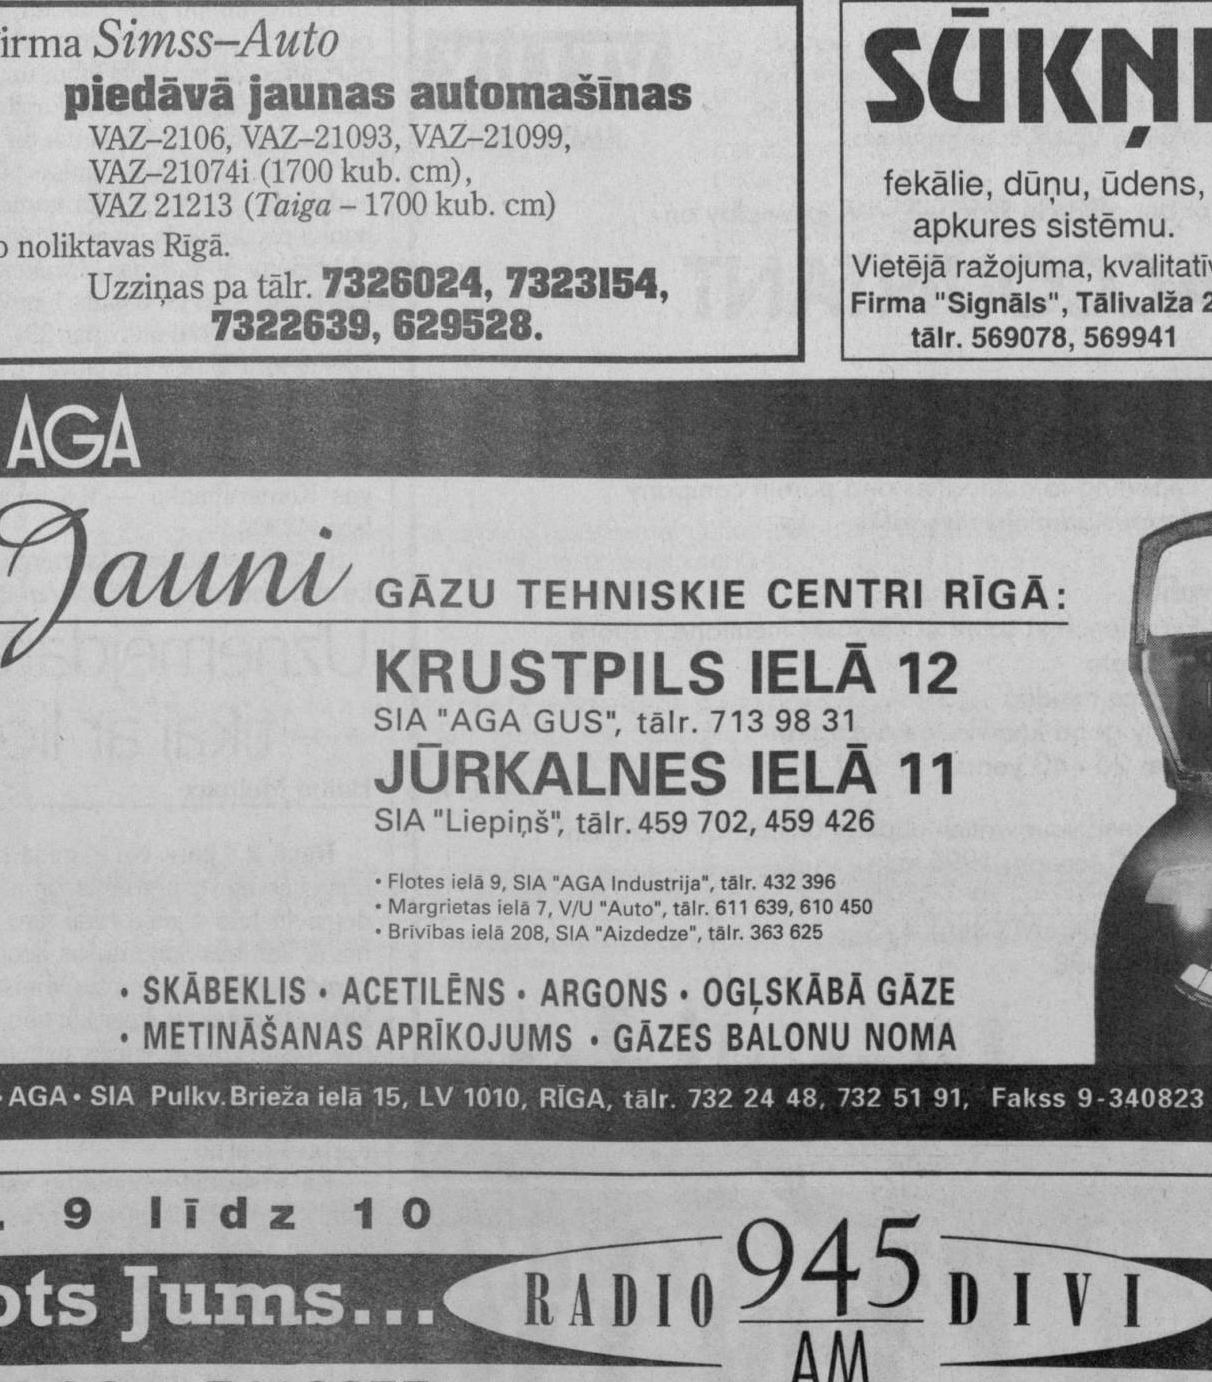 irma Simss–Auto
piedāvā jaunas automašīnas
VAZ–2106, VAZ–21093, VAZ–21099,
VAZ–21074i (1700 kub. cm),
VAZ 21213 (Taiga – 1700 kub. cm)
o noliktavas Rīgā.
Uzziņas pa tālr. 7326024, 7323154,
7322639, 629528.
SŪKŅI
fekālie, dūņu, ūdens,
apkures sistēmu.
Vietējā ražojuma, kvalitatīv
Firma "Signāls", Tālivalža 2
tālr. 569078, 569941
AGA
Jauni GĀZU TEHNISKIE CENTRI RĪGĀ:
KRUSTPILS IELĀ 12
SIA "AGA GUS", tālr. 713 98 31
JŪRKALNES IELĀ 11
SIA "Liepiņš", tālr. 459 702, 459 426
• Flotes ielā 9, SIA "AGA Industrija", tālr. 432 396
• Margrietas ielā 7, V/U "Auto", tālr. 611 639, 610 450
• Brīvības ielā 208, SIA "Aizdedze", tālr. 363 625
• SKĀBEKLIS • ACETILĒNS • ARGONS • OGĻSKĀBĀ GĀZE
• METINĀŠANAS APRĪKOJUMS • GĀZES BALONU NOMA
• AGA • SIA Pulkv. Brieža ielā 15, LV 1010, RĪGA, tālr. 732 24 48, 732 51 91, Fakss 9-340823
. 9 līdz 10
ots Jums...
RADIO 945 DIVI
AM